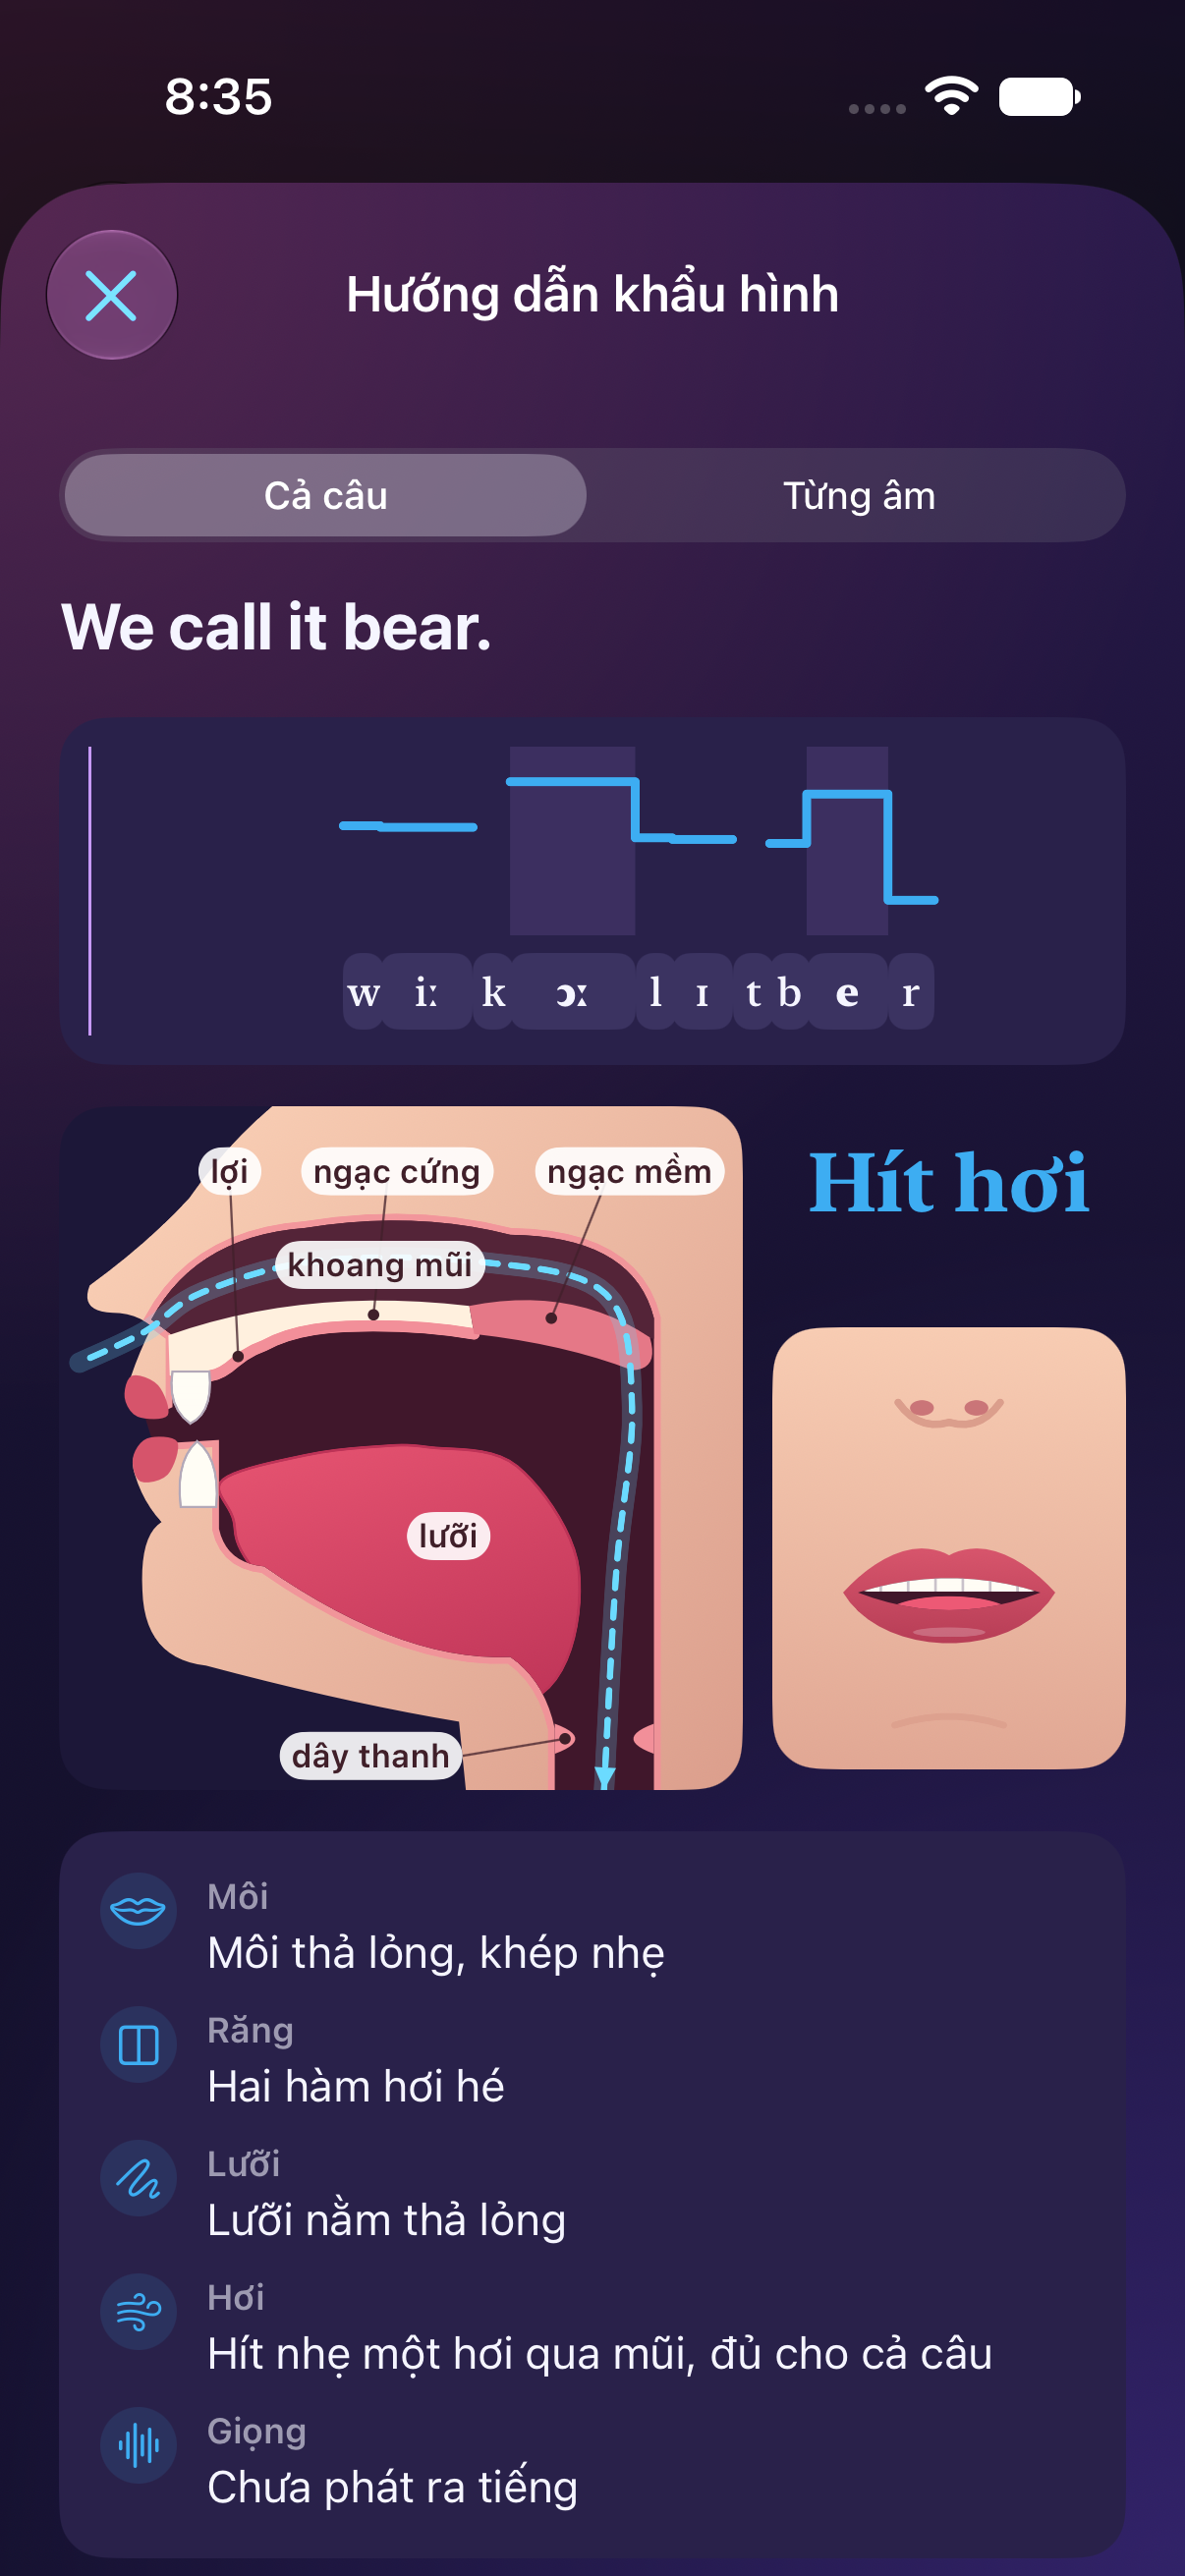 8:35
Hướng dẫn khẩu hình
Cả câu
Từng âm
We call it bear.
w iː k ɔː l ɪ t b e r
lợi
ngạc cứng
ngạc mềm
khoang mũi
lưỡi
dây thanh
Hít hơi
Môi
Môi thả lỏng, khép nhẹ
Răng
Hai hàm hơi hé
Lưỡi
Lưỡi nằm thả lỏng
Hơi
Hít nhẹ một hơi qua mũi, đủ cho cả câu
Giọng
Chưa phát ra tiếng